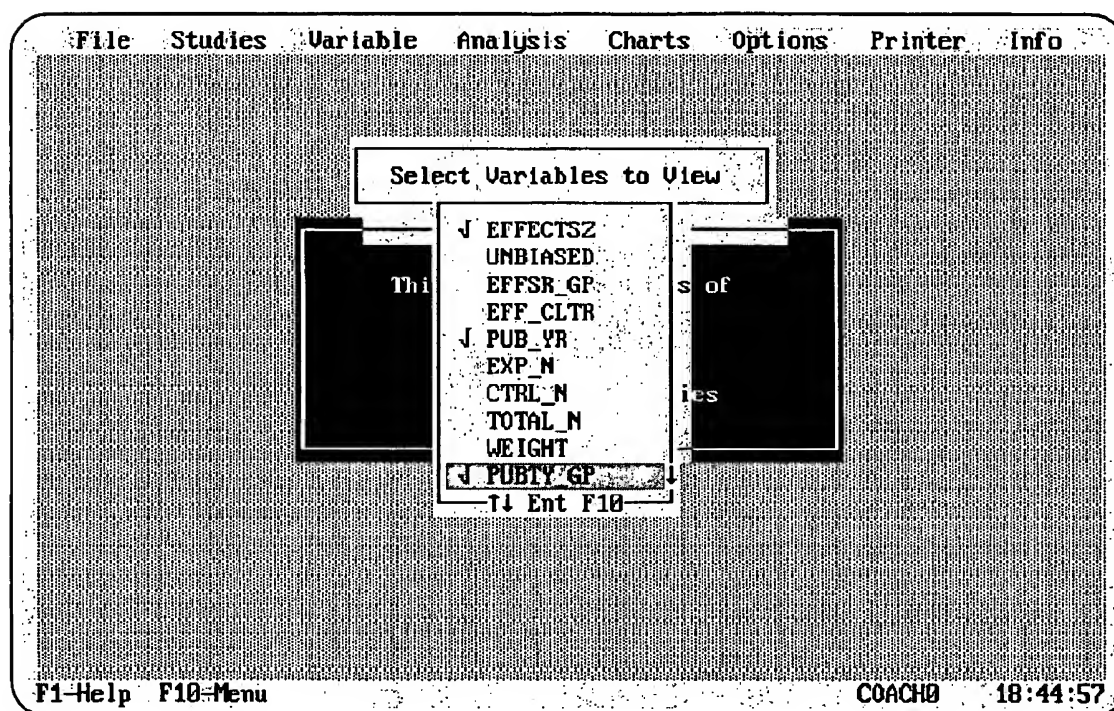 File Studies Variable Analysis Charts Options Printer Info
Select Variables to View
√ EFFECTSZ
UNBIASED
Thi EFFSR_GP s of
EFF_CLTR
√ PUB_YR
EXP_N
CTRL_N ies
TOTAL_N
WEIGHT
√ PUBTY_GP ↓
↑↓ Ent F10
F1-Help F10-Menu COACH0 18:44:57